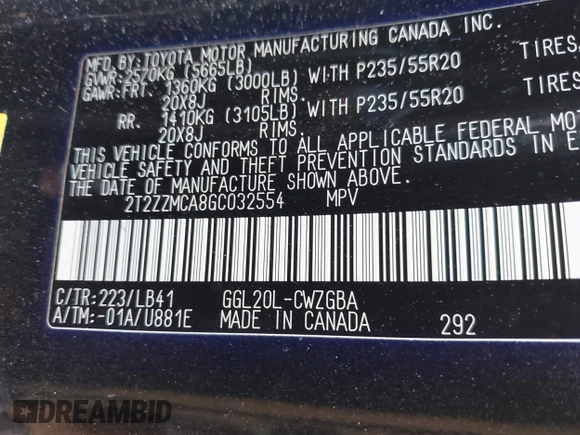 MFD.BY:TOYOTA MOTOR MANUFACTURING CANADA INC.
GVWR:2570KG (5665LB)
GAWR:FRT. 1360KG (3000LB) WITH P235/55R20 TIRES,
20X8J RIMS.
RR. 1410KG (3105LB) WITH P235/55R20 TIRES
20X8J RIMS.
THIS VEHICLE CONFORMS TO ALL APPLICABLE FEDERAL MOT
VEHICLE SAFETY AND THEFT PREVENTION STANDARDS IN E
THE DATE OF MANUFACTURE SHOWN ABOVE.
2T2ZZMCA8GC032554 MPV
C/TR:223/LB41 GGL20L-CWZGBA
A/TM:-01A/U881E MADE IN CANADA 292
DREAMBID